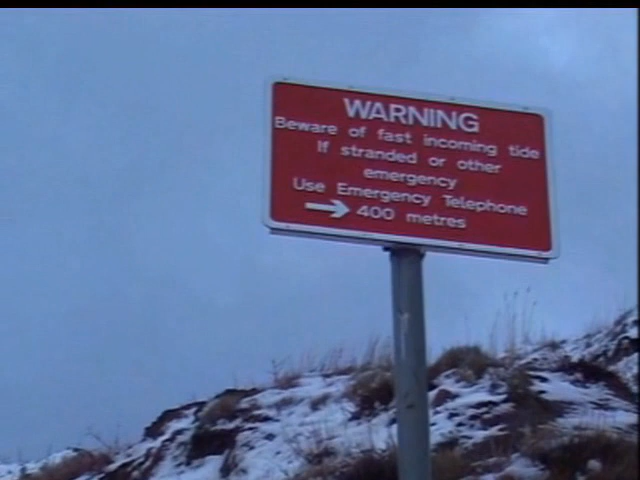 WARNING
Beware of fast incoming tide
If stranded or other
emergency
Use Emergency Telephone
→ 400 metres